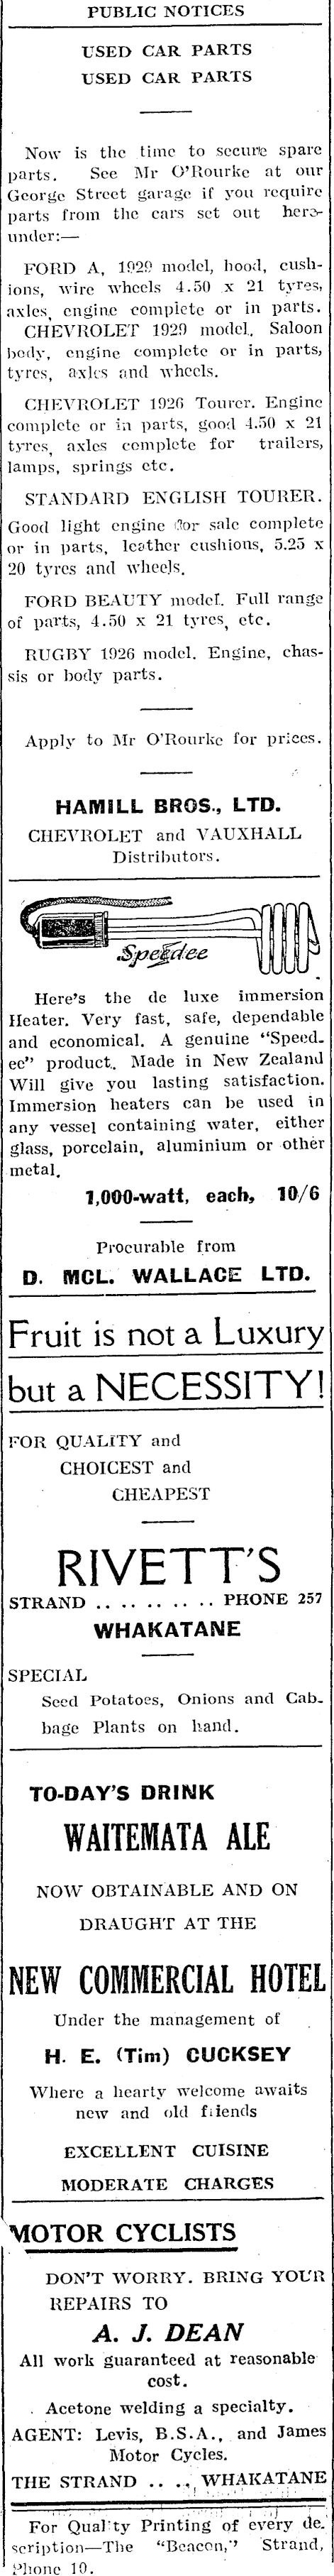 PUBLIC NOTICES
USED CAR PARTS
USED CAR PARTS
Now is the time to secure spare
parts. See Mr O'Rourke at our
George Street garage if you require
parts from the cars set out here-
under:—
FORD A, 1929 model, hood, cush-
ions, wire wheels 4.50 x 21 tyres,
axles, engine complete or in parts.
CHEVROLET 1929 model. Saloon
body, engine complete or in parts,
tyres, axles and wheels.
CHEVROLET 1926 Tourer. Engine
complete or in parts, good 4.50 x 21
tyres, axles complete for trailers,
lamps, springs etc.
STANDARD ENGLISH TOURER.
Good light engine for sale complete
or in parts, leather cushions, 5.25 x
20 tyres and wheels.
FORD BEAUTY model. Full range
of parts, 4.50 x 21 tyres, etc.
RUGBY 1926 model. Engine, chas-
sis or body parts.
Apply to Mr O'Rourke for prices.
HAMILL BROS., LTD.
CHEVROLET and VAUXHALL
Distributors.
Speedee
Here's the de luxe immersion
Heater. Very fast, safe, dependable
and economical. A genuine "Speed-
ee" product. Made in New Zealand
Will give you lasting satisfaction.
Immersion heaters can be used in
any vessel containing water, either
glass, porcelain, aluminium or other
metal.
1,000-watt, each, 10/6
Procurable from
D. MCL. WALLACE LTD.
Fruit is not a Luxury
but a NECESSITY!
FOR QUALITY and
CHOICEST and
CHEAPEST
RIVETT'S
STRAND .. .. .. .. .. PHONE 257
WHAKATANE
SPECIAL
Seed Potatoes, Onions and Cab-
bage Plants on hand.
TO-DAY'S DRINK
WAITEMATA ALE
NOW OBTAINABLE AND ON
DRAUGHT AT THE
NEW COMMERCIAL HOTEL
Under the management of
H. E. (Tim) CUCKSEY
Where a hearty welcome awaits
new and old friends
EXCELLENT CUISINE
MODERATE CHARGES
MOTOR CYCLISTS
DON'T WORRY. BRING YOUR
REPAIRS TO
A. J. DEAN
All work guaranteed at reasonable
cost.
Acetone welding a specialty.
AGENT: Levis, B.S.A., and James
Motor Cycles.
THE STRAND .. .. WHAKATANE
For Quality Printing of every de-
scription—The "Beacon," Strand,
Phone 10.